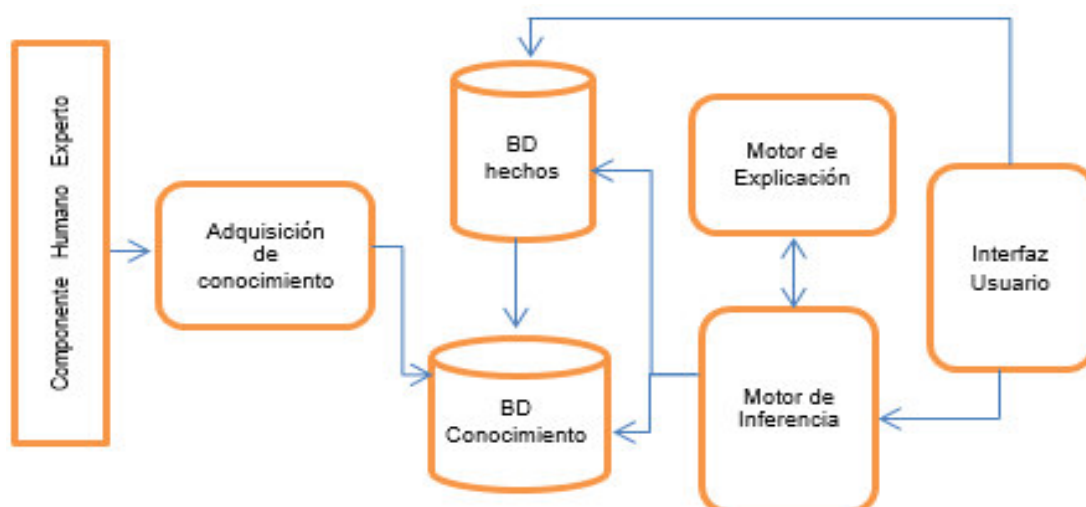 Componente Humano Experto
Adquisición
de
conocimiento
BD
hechos
BD
Conocimiento
Motor de
Explicación
Motor de
Inferencia
Interfaz
Usuario